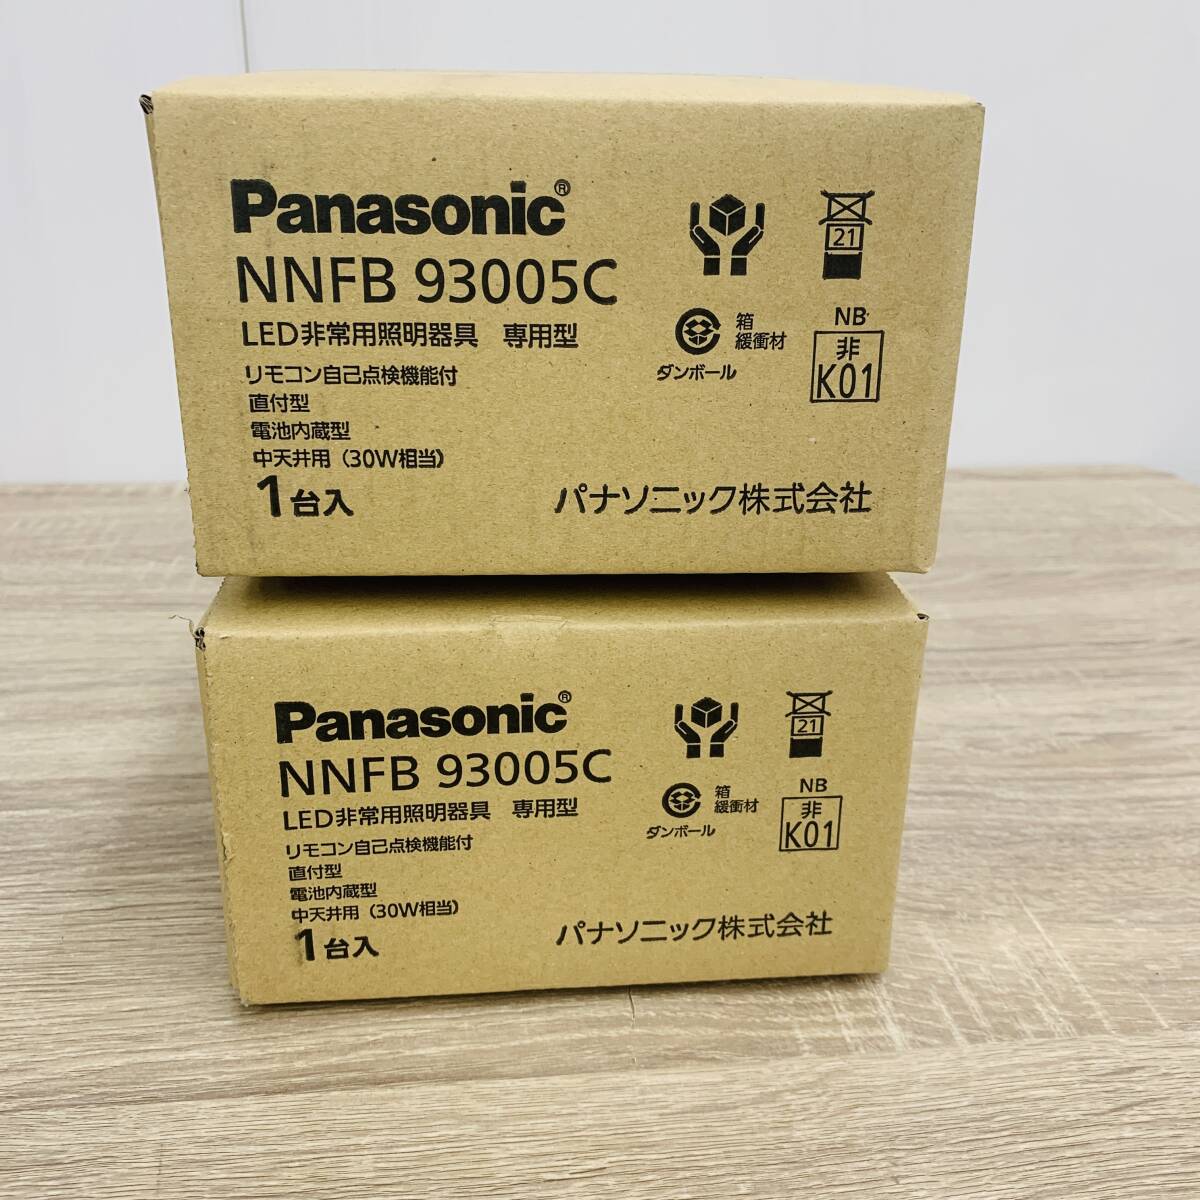 Panasonic®
NNFB 93005C
LED非常用照明器具 専用型
リモコン自己点検機能付
直付型
電池内蔵型
中天井用（30W相当）
1台入
21
箱
緩衝材
ダンボール
NB
非
K01
パナソニック株式会社
Panasonic®
NNFB 93005C
LED非常用照明器具 専用型
リモコン自己点検機能付
直付型
電池内蔵型
中天井用（30W相当）
1台入
21
箱
緩衝材
ダンボール
NB
非
K01
パナソニック株式会社